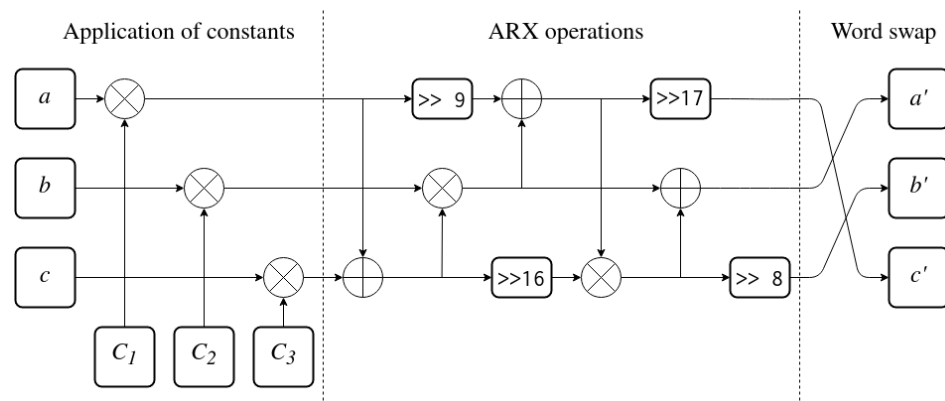 Application of constants
ARX operations
Word swap
a
>> 9
>>17
a'
b
b'
c
>>16
>> 8
c'
C1
C2
C3